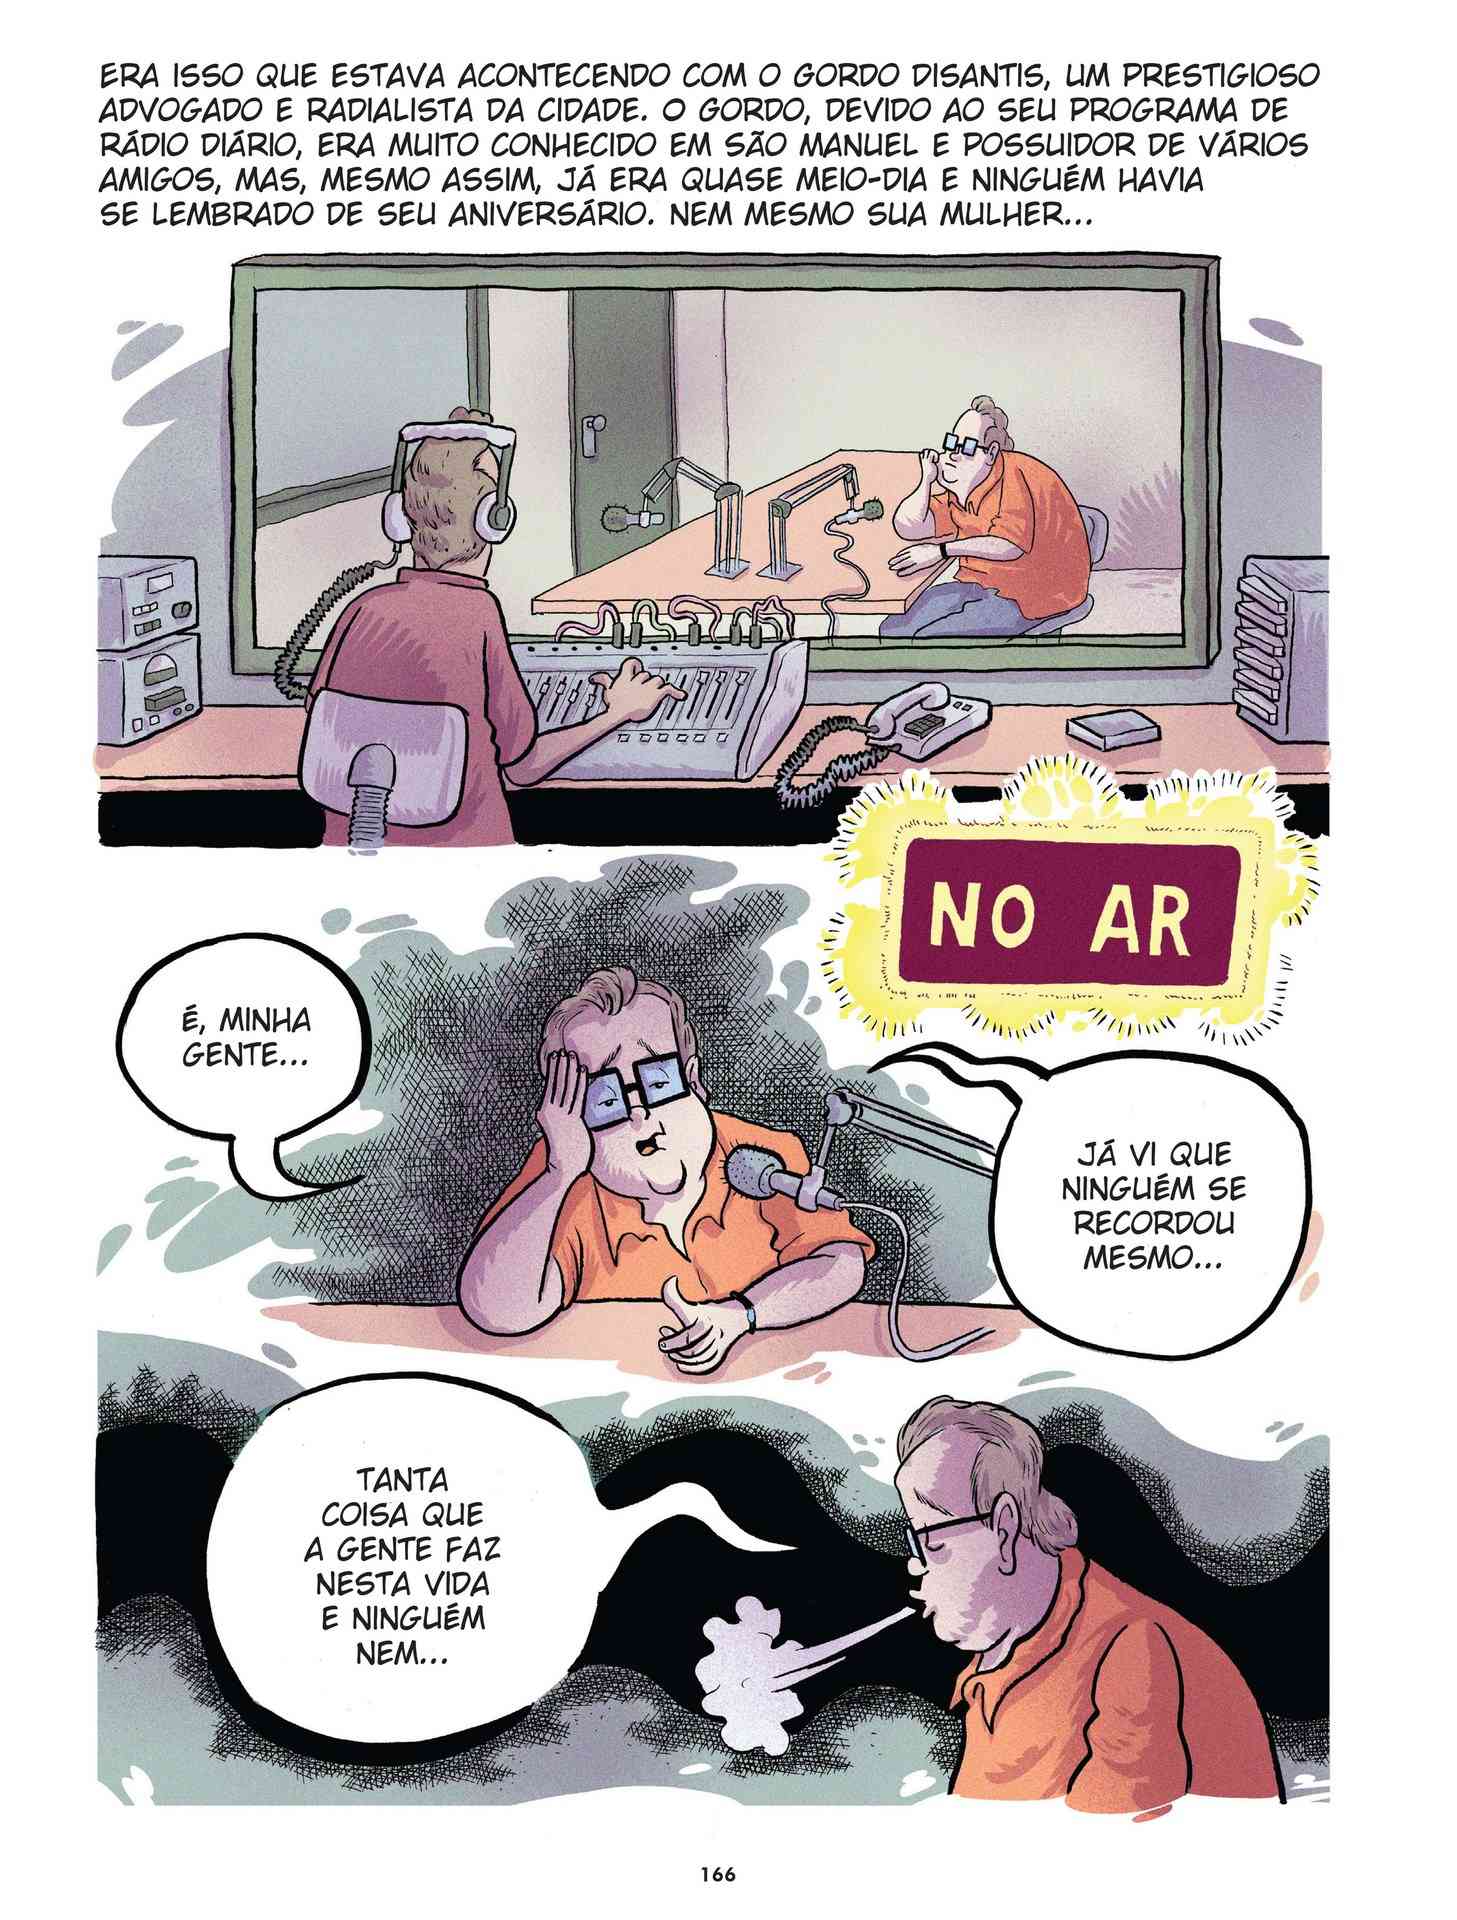 ERA ISSO QUE ESTAVA ACONTECENDO COM O GORDO DISANTIS, UM PRESTIGIOSO
ADVOGADO E RADIALISTA DA CIDADE. O GORDO, DEVIDO AO SEU PROGRAMA DE
RÁDIO DIÁRIO, ERA MUITO CONHECIDO EM SÃO MANUEL E POSSUIDOR DE VÁRIOS
AMIGOS, MAS, MESMO ASSIM, JÁ ERA QUASE MEIO-DIA E NINGUÉM HAVIA
SE LEMBRADO DE SEU ANIVERSÁRIO. NEM MESMO SUA MULHER...
NO AR
É, MINHA
GENTE...
JÁ VI QUE
NINGUÉM SE
RECORDOU
MESMO...
TANTA
COISA QUE
A GENTE FAZ
NESTA VIDA
E NINGUÉM
NEM...
166